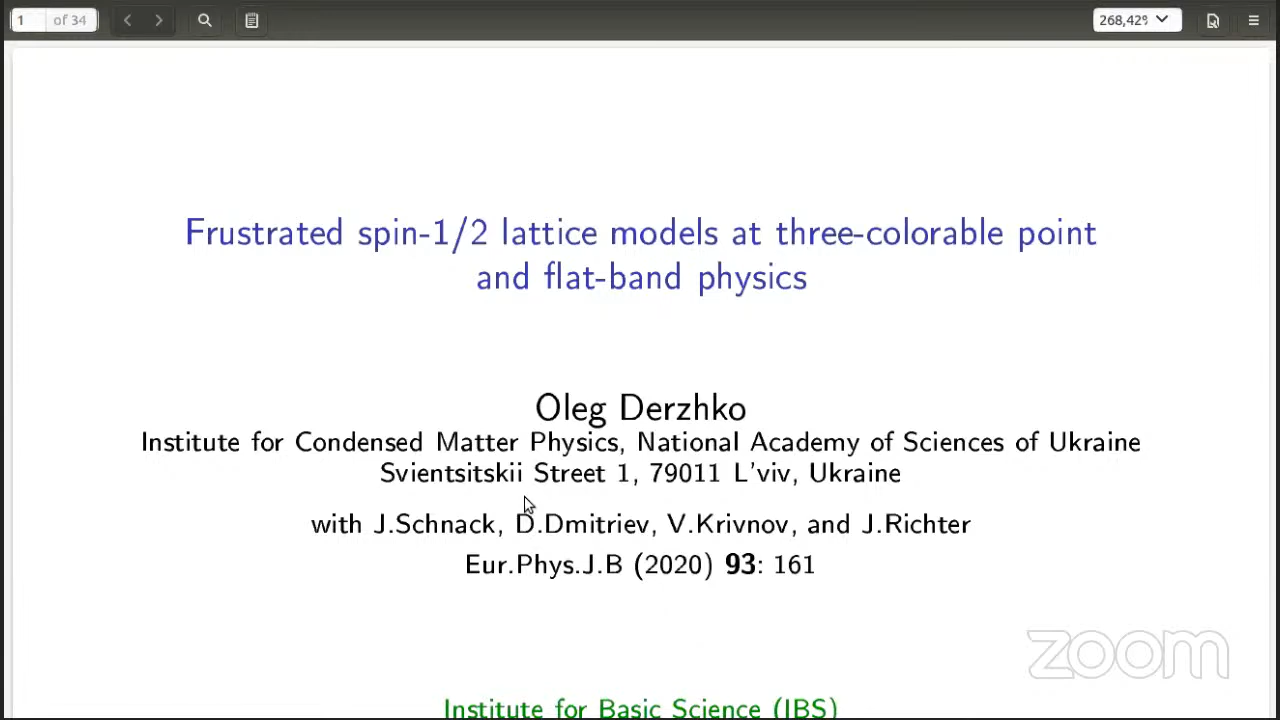 1 of 34
268,42%
Frustrated spin-1/2 lattice models at three-colorable point
and flat-band physics
Oleg Derzhko
Institute for Condensed Matter Physics, National Academy of Sciences of Ukraine
Svientsitskii Street 1, 79011 L'viv, Ukraine
with J.Schnack, D.Dmitriev, V.Krivnov, and J.Richter
Eur.Phys.J.B (2020) 93: 161
zoom
Institute for Basic Science (IBS)